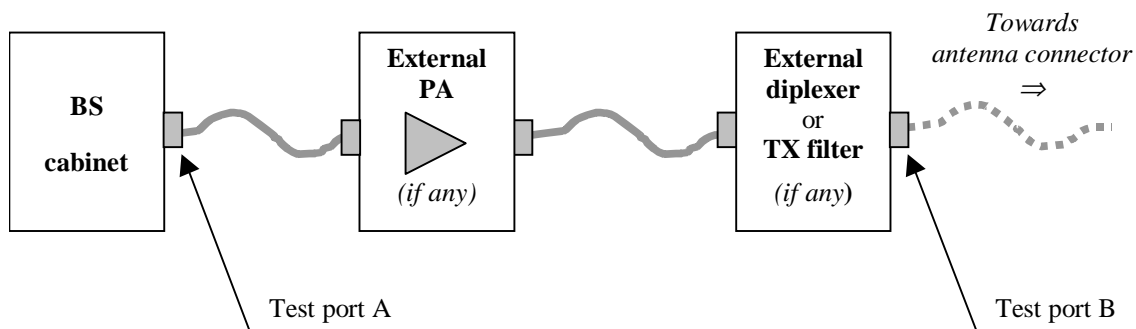 BS
cabinet
External
PA
(if any)
External
diplexer
or
TX filter
(if any)
Towards
antenna connector
⇒
Test port A
Test port B